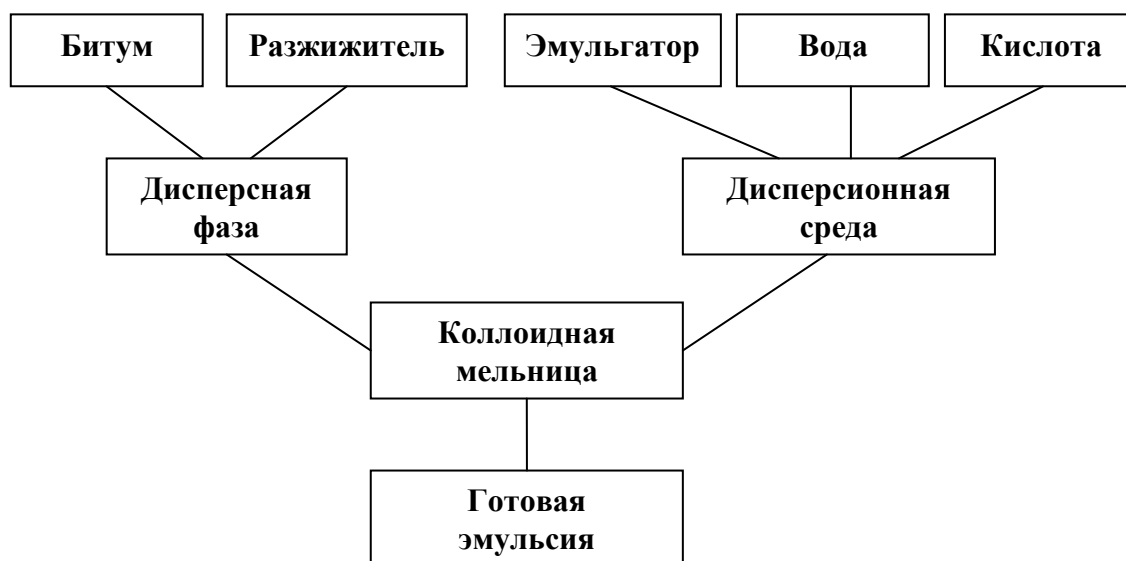 Битум
Разжижитель
Эмульгатор
Вода
Кислота
Дисперсная
фаза
Дисперсионная
среда
Коллоидная
мельница
Готовая
эмульсия